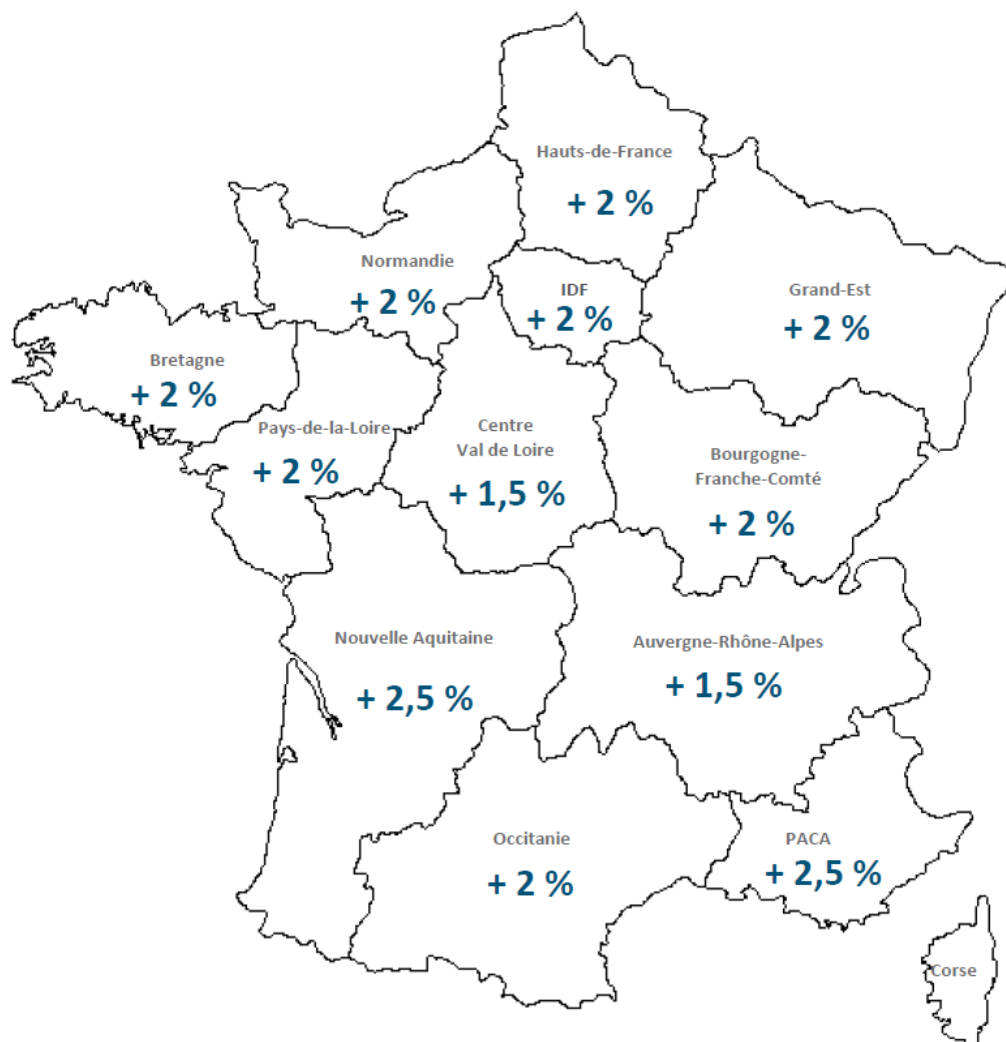 Hauts-de-France
+ 2 %
Normandie
+ 2 %
IDF
+ 2 %
Grand-Est
+ 2 %
Bretagne
+ 2 %
Pays-de-la-Loire
+ 2 %
Centre
Val de Loire
+ 1,5 %
Bourgogne-
Franche-Comté
+ 2 %
Nouvelle Aquitaine
+ 2,5 %
Auvergne-Rhône-Alpes
+ 1,5 %
Occitanie
+ 2 %
PACA
+ 2,5 %
Corse